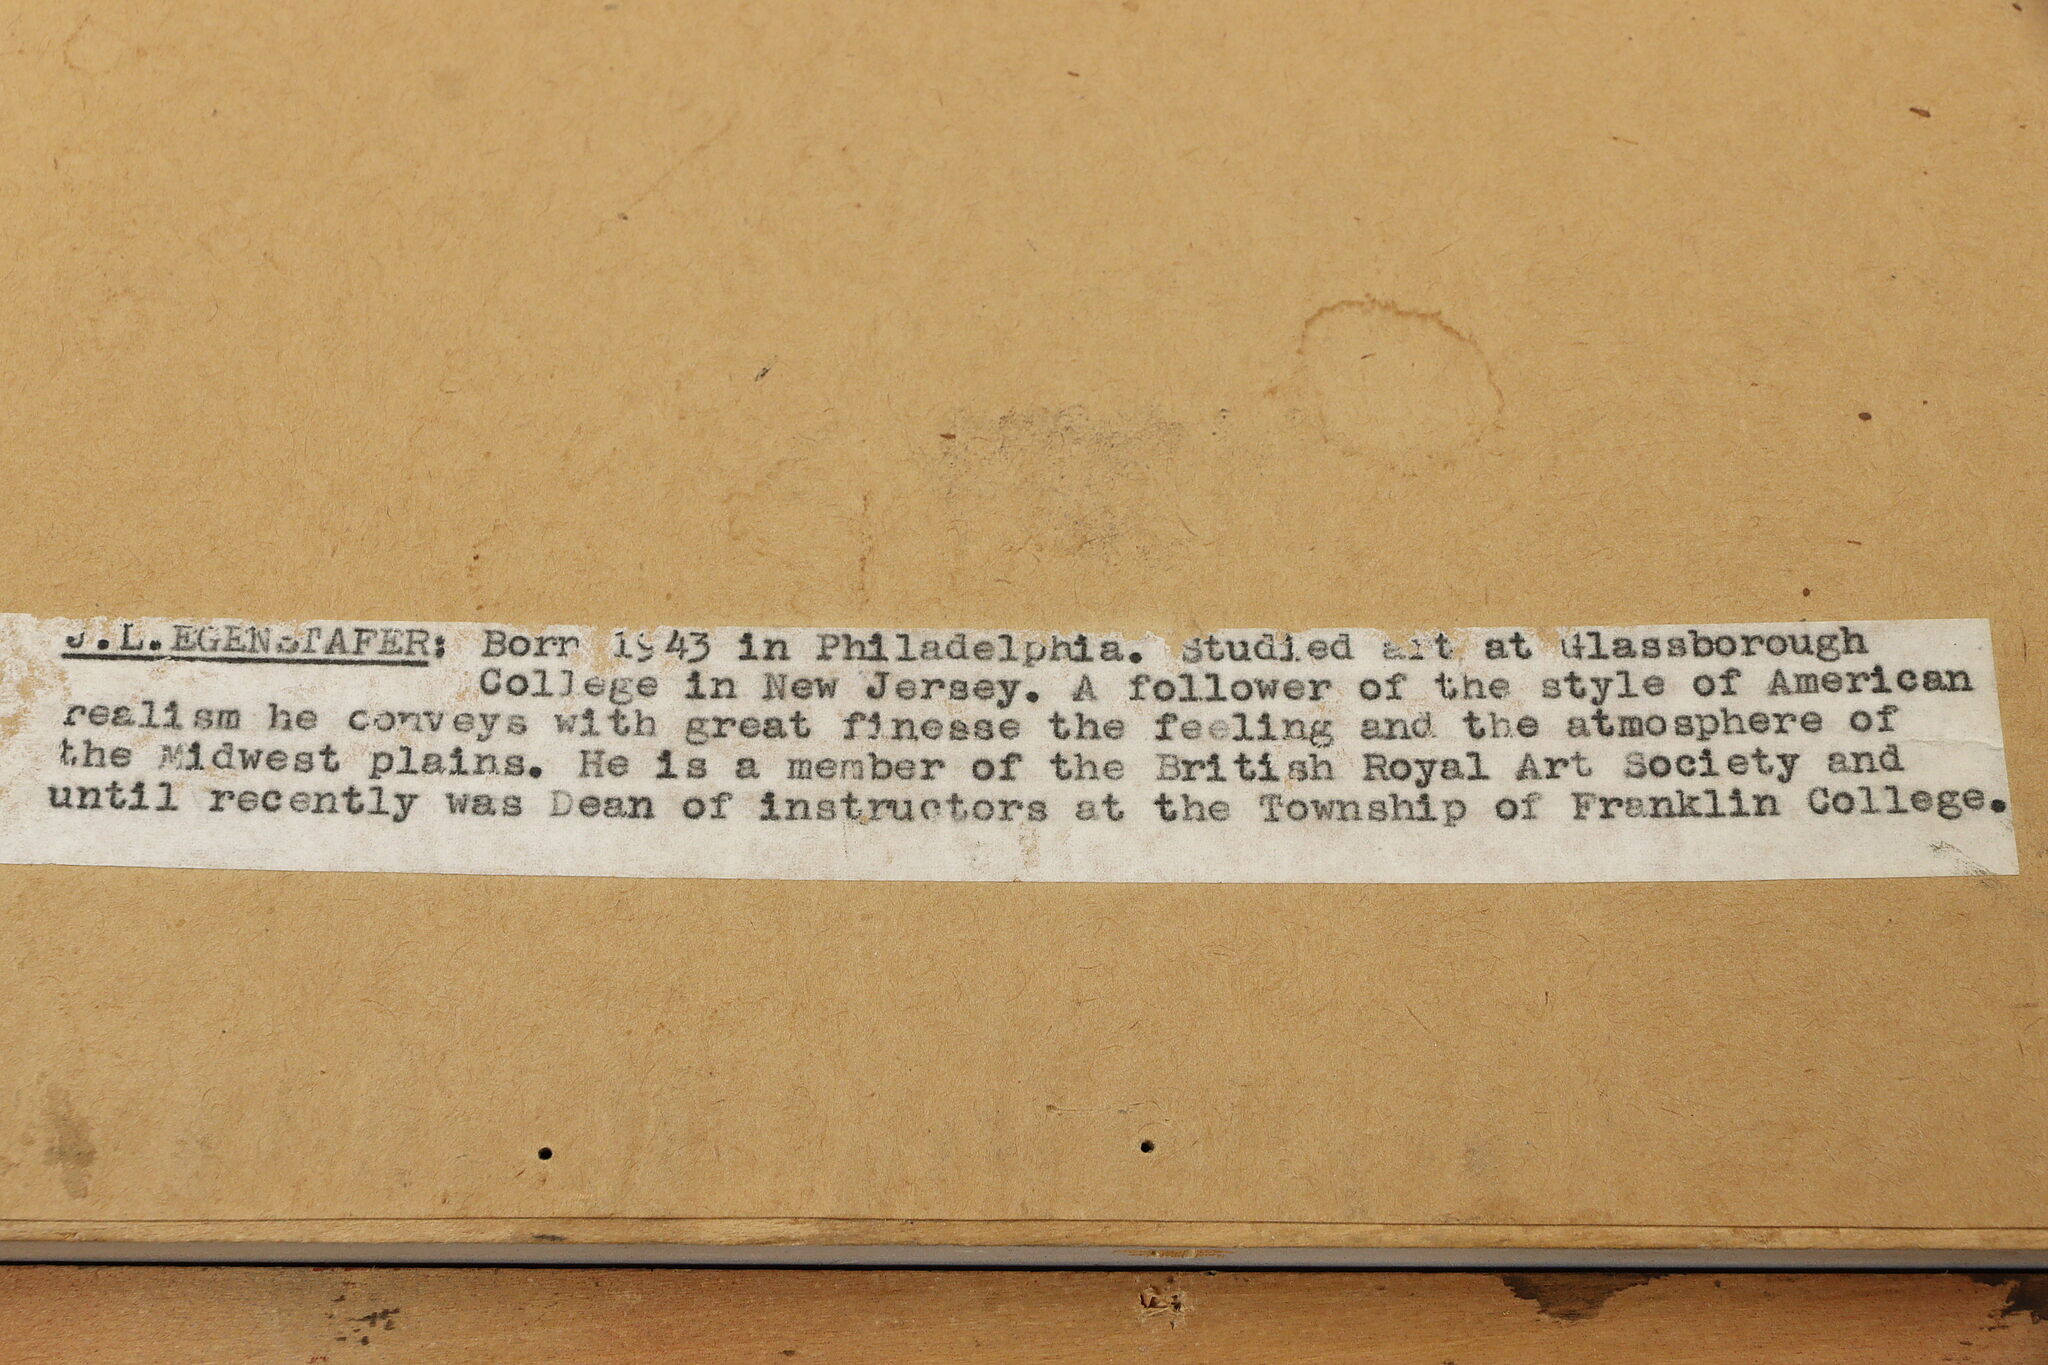 J.L.EGENSTAFER: Born 1943 in Philadelphia. Studied art at Glassborough
College in New Jersey. A follower of the style of American
realism he conveys with great finesse the feeling and the atmosphere of
the Midwest plains. He is a member of the British Royal Art Society and
until recently was Dean of instructors at the Township of Franklin College.